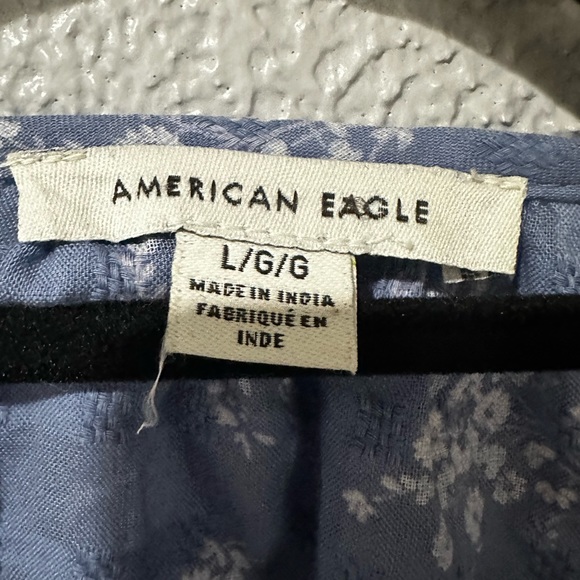 AMERICAN EAGLE
L/G/G
MADE IN INDIA
FABRIQUÉ EN
INDE